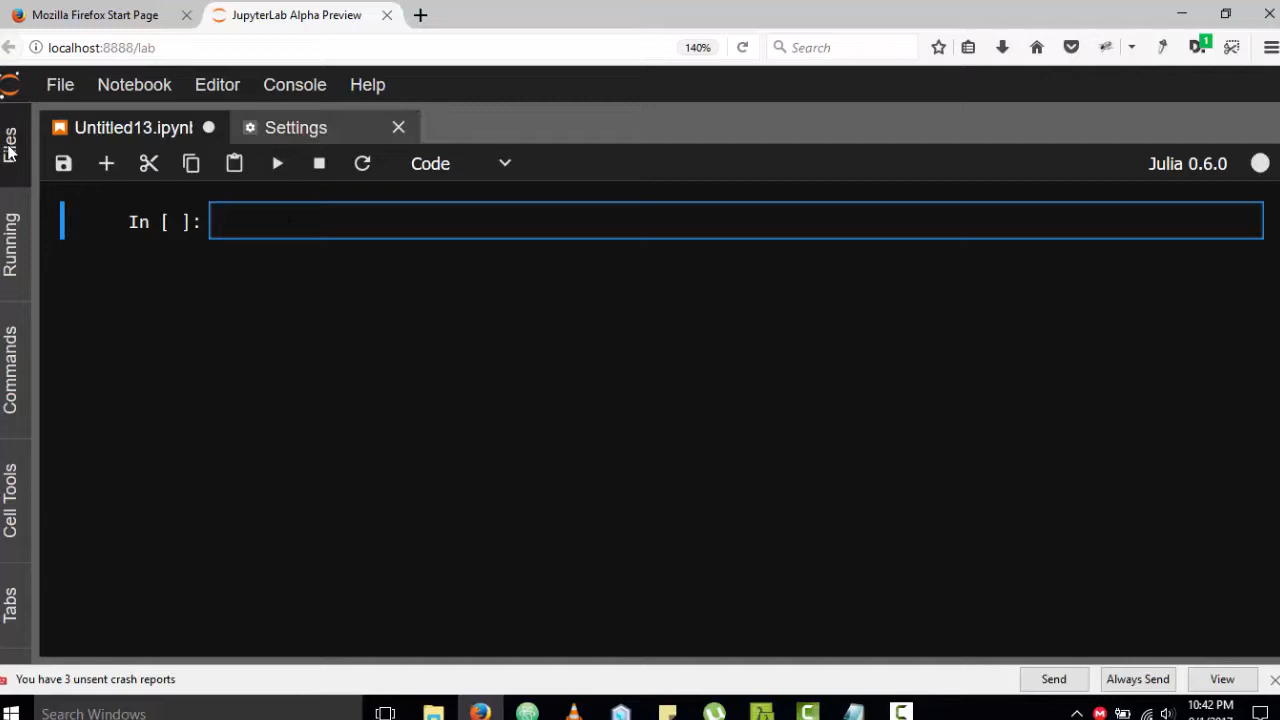 Mozilla Firefox Start Page
JupyterLab Alpha Preview
localhost:8888/lab
140%
Search
1
File Notebook Editor Console Help
Untitled13.ipynb
Settings
Code
Julia 0.6.0
In [ ]:
Files
Running
Commands
Cell Tools
Tabs
You have 3 unsent crash reports
Send
Always Send
View
Search Windows
10:42 PM